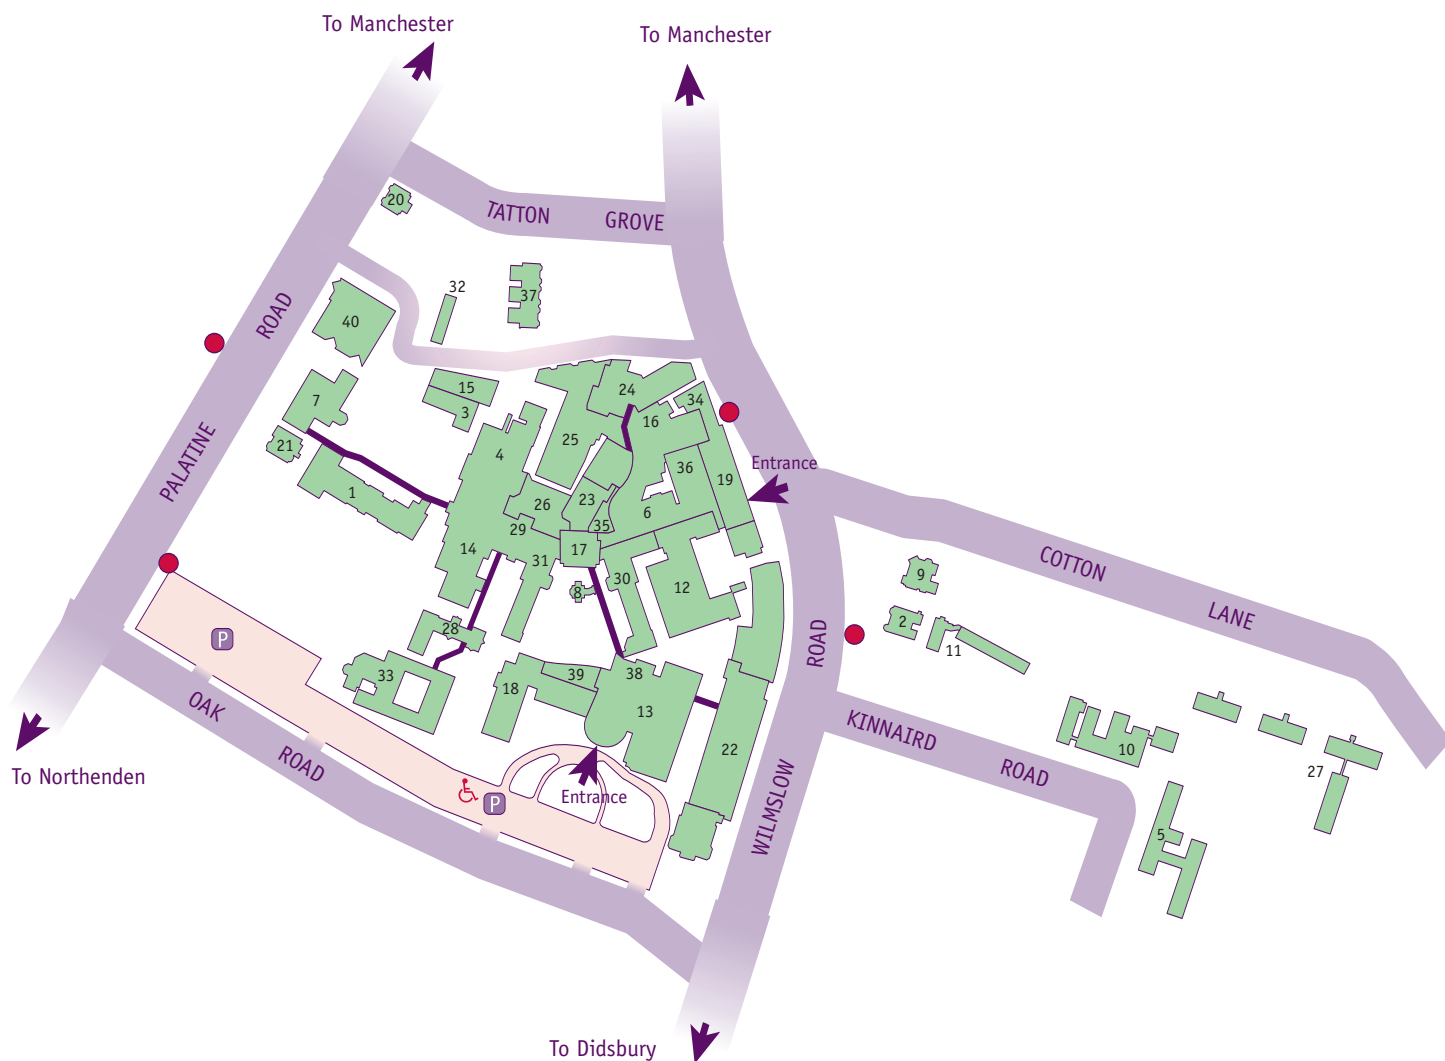 To Manchester
To Manchester
20
TATTON GROVE
32
37
ROAD
40
15
24
7
3
34
16
21
25
4
Entrance
36
PALATINE
1
26
23
19
6
29
35
14
17
31
COTTON
30
8
12
9
LANE
2
28
P
ROAD
11
33
38
39
18
OAK
13
KINNAIRD
22
10
ROAD
27
ROAD
To Northenden
Entrance
P
WILMSLOW
5
To Didsbury